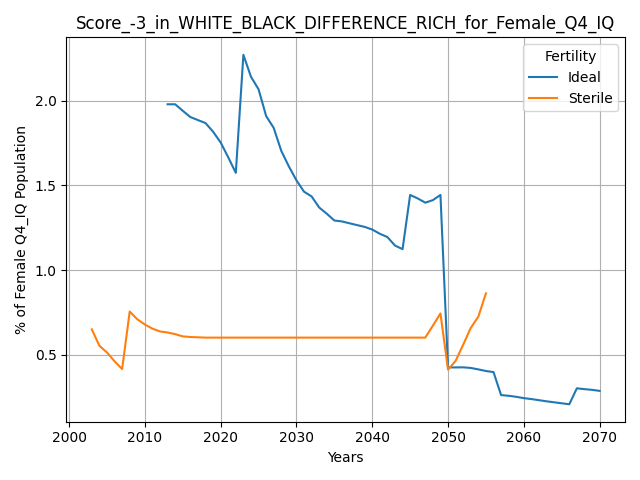 Score_-3_in_WHITE_BLACK_DIFFERENCE_RICH_for_Female_Q4_IQ
Fertility
Ideal
Sterile
% of Female Q4_IQ Population
2.0
1.5
1.0
0.5
2000 2010 2020 2030 2040 2050 2060 2070
Years